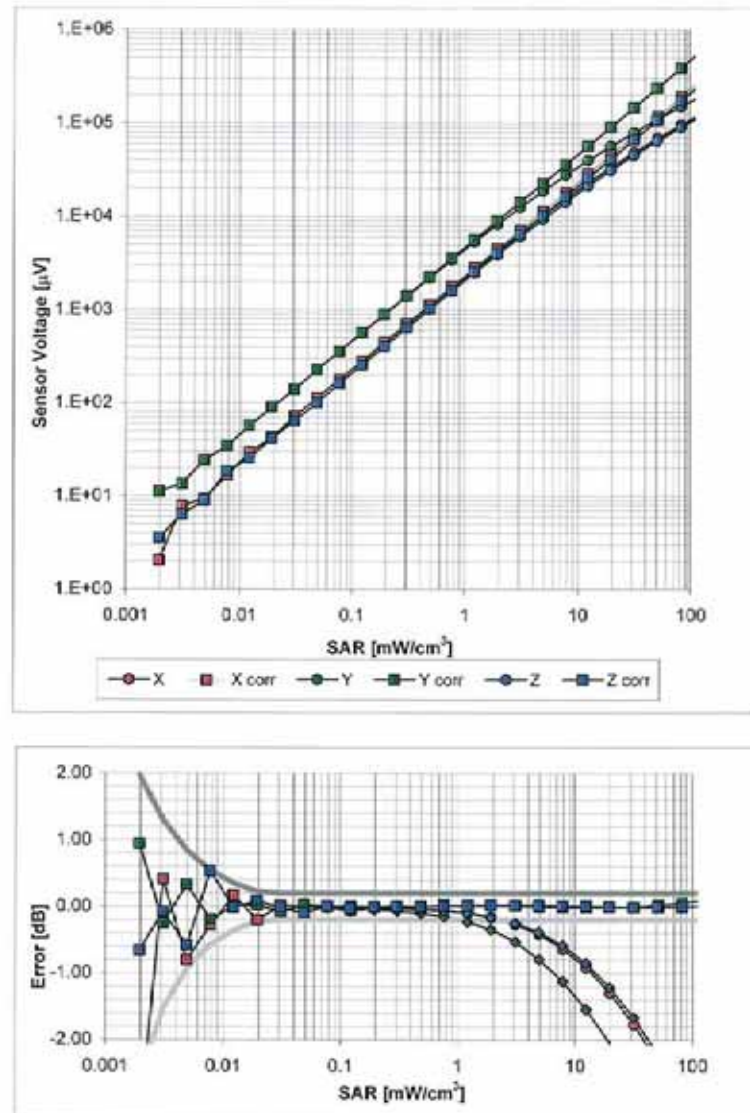 1.E+06
1.E+05
1.E+04
1.E+03
1.E+02
1.E+01
1.E+00
Sensor Voltage [µV]
0.001 0.01 0.1 1 10 100
SAR [mW/cm³]
X X corr Y Y corr Z Z corr
2.00
1.00
0.00
-1.00
-2.00
Error [dB]
0.001 0.01 0.1 1 10 100
SAR [mW/cm³]